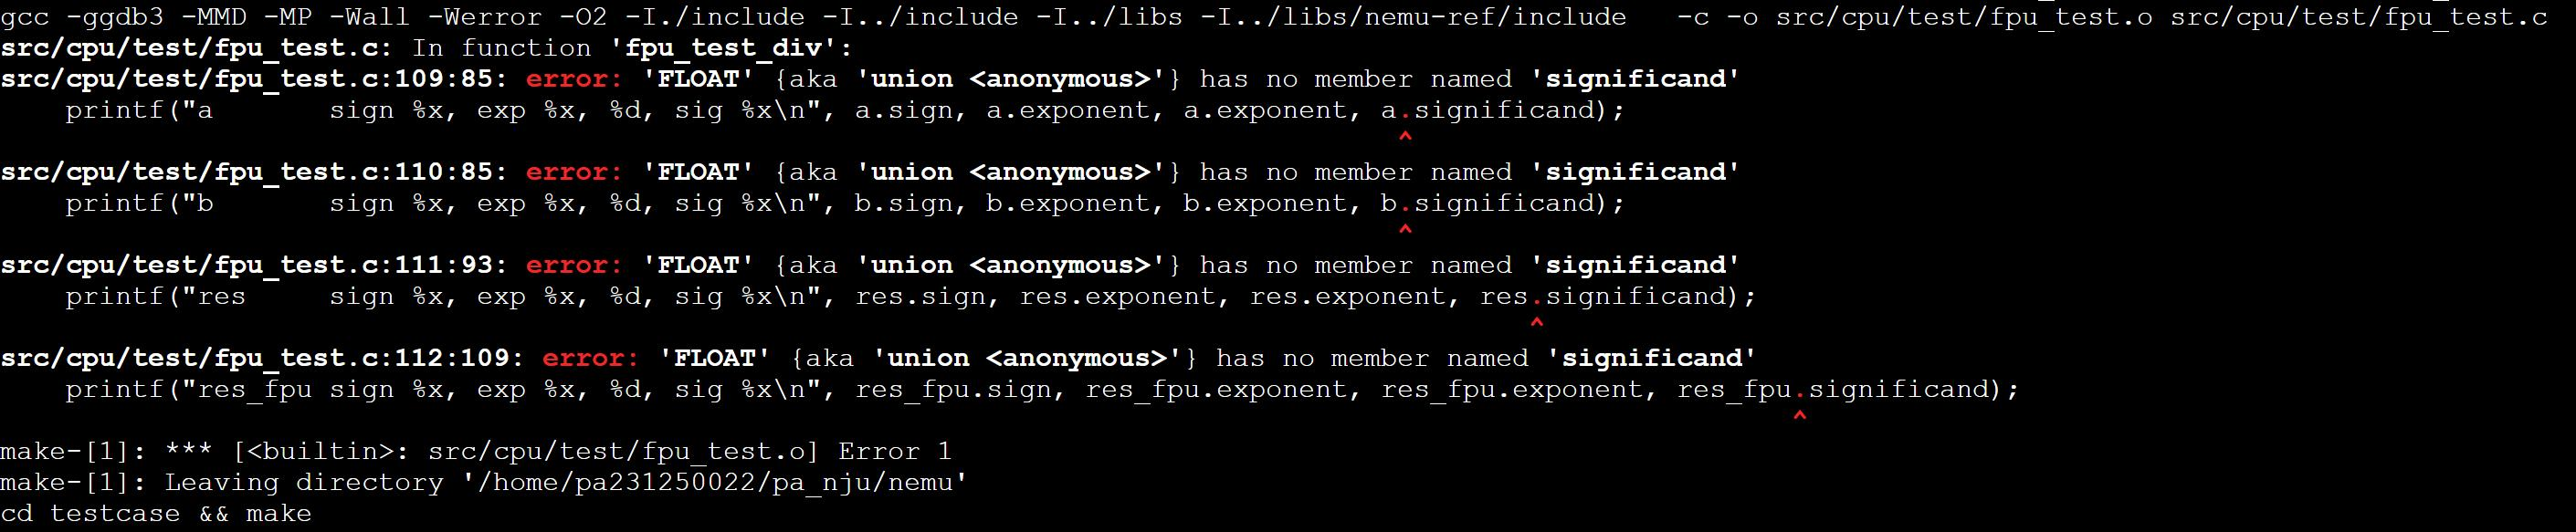 gcc -ggdb3 -MMD -MP -Wall -Werror -O2 -I./include -I../include -I../libs -I../libs/nemu-ref/include   -c -o src/cpu/test/fpu_test.o src/cpu/test/fpu_test.c
src/cpu/test/fpu_test.c: In function 'fpu_test_div':
src/cpu/test/fpu_test.c:109:85: error: 'FLOAT' {aka 'union <anonymous>'} has no member named 'significand'
    printf("a       sign %x, exp %x, %d, sig %x\n", a.sign, a.exponent, a.exponent, a.significand);
                                                                                     ^
src/cpu/test/fpu_test.c:110:85: error: 'FLOAT' {aka 'union <anonymous>'} has no member named 'significand'
    printf("b       sign %x, exp %x, %d, sig %x\n", b.sign, b.exponent, b.exponent, b.significand);
                                                                                     ^
src/cpu/test/fpu_test.c:111:93: error: 'FLOAT' {aka 'union <anonymous>'} has no member named 'significand'
    printf("res     sign %x, exp %x, %d, sig %x\n", res.sign, res.exponent, res.exponent, res.significand);
                                                                                             ^
src/cpu/test/fpu_test.c:112:109: error: 'FLOAT' {aka 'union <anonymous>'} has no member named 'significand'
    printf("res_fpu sign %x, exp %x, %d, sig %x\n", res_fpu.sign, res_fpu.exponent, res_fpu.exponent, res_fpu.significand);
                                                                                                             ^
make-[1]: *** [<builtin>: src/cpu/test/fpu_test.o] Error 1
make-[1]: Leaving directory '/home/pa231250022/pa_nju/nemu'
cd testcase && make